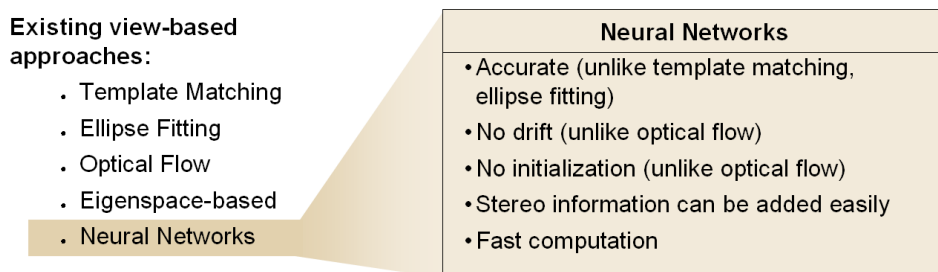 Existing view-based
approaches:
• Template Matching
• Ellipse Fitting
• Optical Flow
• Eigenspace-based
• Neural Networks
Neural Networks
• Accurate (unlike template matching,
ellipse fitting)
• No drift (unlike optical flow)
• No initialization (unlike optical flow)
• Stereo information can be added easily
• Fast computation